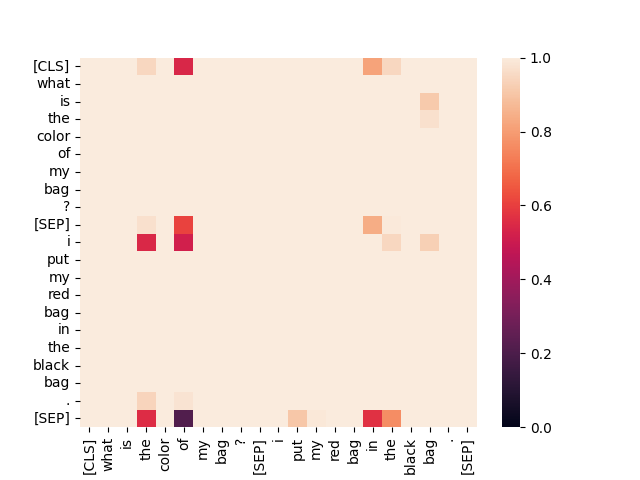 [CLS]
what
is
the
color
of
my
bag
?
[SEP]
i
put
my
red
bag
in
the
black
bag
.
[SEP]
[CLS]
what
is
the
color
of
my
bag
?
[SEP]
i
put
my
red
bag
in
the
black
bag
.
[SEP]
1.0
0.8
0.6
0.4
0.2
0.0